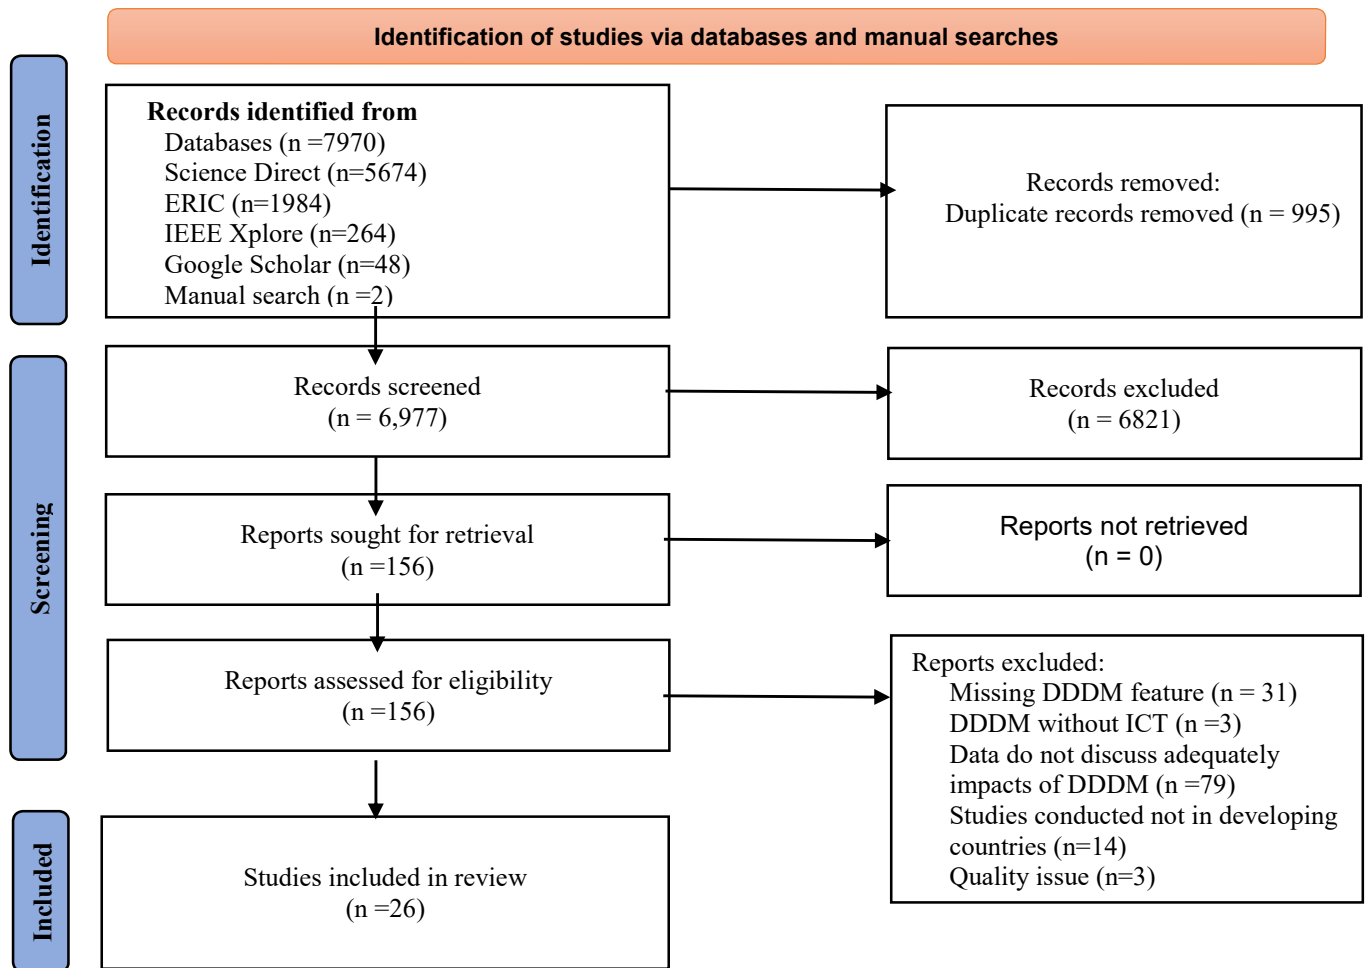 Identification of studies via databases and manual searches
Identification
Records identified from
Databases (n =7970)
Science Direct (n=5674)
ERIC (n=1984)
IEEE Xplore (n=264)
Google Scholar (n=48)
Manual search (n =2)
Records removed:
Duplicate records removed (n = 995)
Screening
Records screened
(n = 6,977)
Records excluded
(n = 6821)
Reports sought for retrieval
(n =156)
Reports not retrieved
(n = 0)
Reports assessed for eligibility
(n =156)
Reports excluded:
Missing DDDM feature (n = 31)
DDDM without ICT (n =3)
Data do not discuss adequately
impacts of DDDM (n =79)
Studies conducted not in developing
countries (n=14)
Quality issue (n=3)
Included
Studies included in review
(n =26)